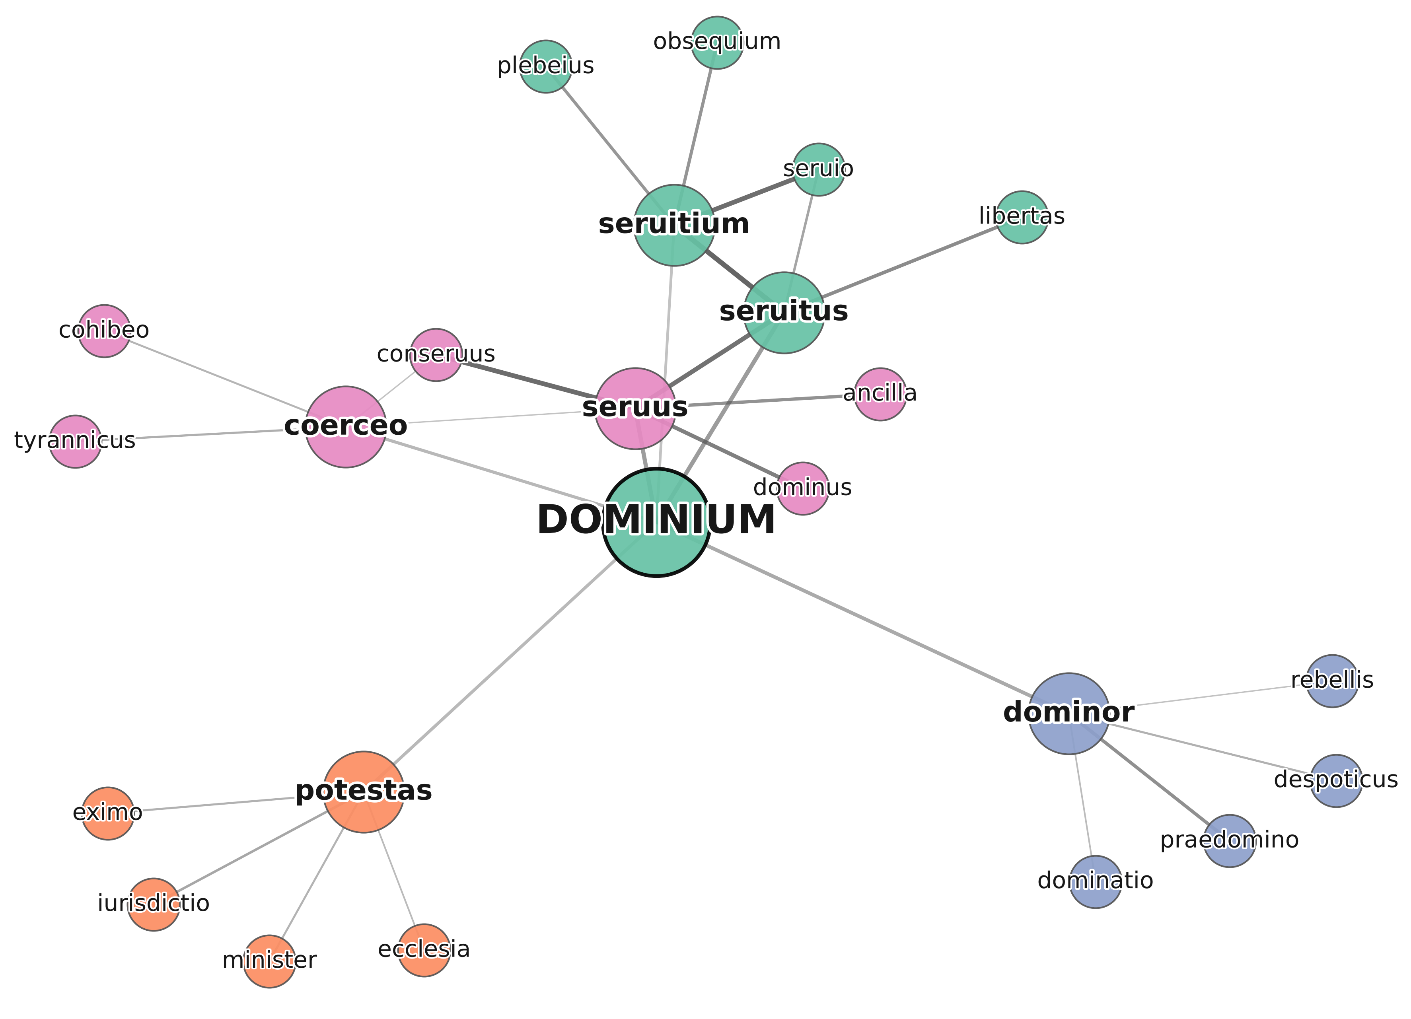 obsequium
plebeius
seruio
libertas
seruitium
seruitus
cohibeo
conseruus
ancilla
seruus
coerceo
tyrannicus
dominus
DOMINIUM
rebellis
dominor
despoticus
potestas
eximo
praedomino
dominatio
iurisdictio
ecclesia
minister